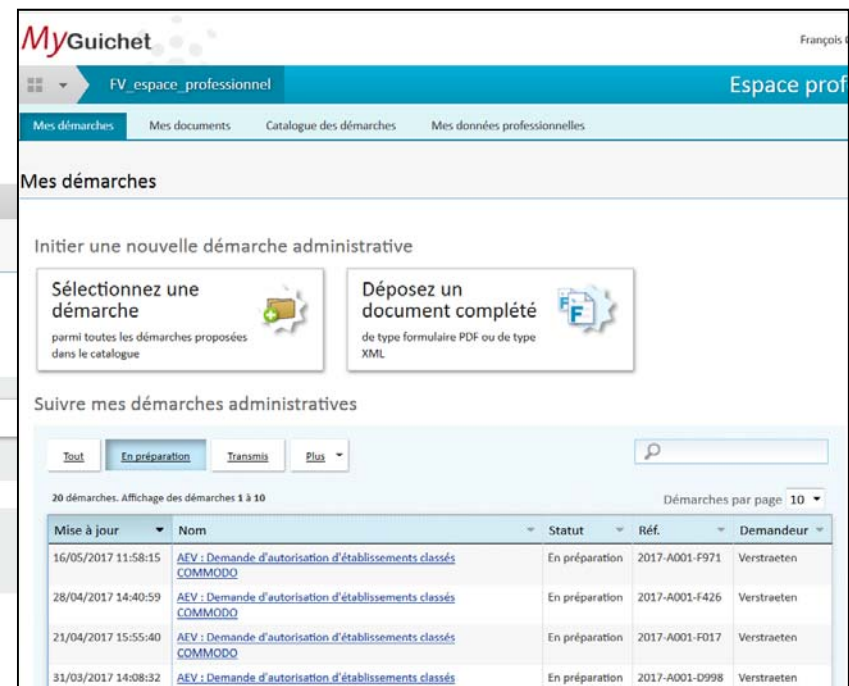 MyGuichet
François
FV_espace_professionnel
Espace prof
Mes démarches Mes documents Catalogue des démarches Mes données professionnelles
Mes démarches
Initier une nouvelle démarche administrative
Sélectionnez une
démarche
parmi toutes les démarches proposées
dans le catalogue
Déposez un
document complété
de type formulaire PDF ou de type
XML
Suivre mes démarches administratives
Tout En préparation Transmis Plus
20 démarches. Affichage des démarches 1 à 10
Démarches par page 10
Mise à jour Nom Statut Réf. Demandeur
16/05/2017 11:58:15 AEV : Demande d'autorisation d'établissements classés COMMODO En préparation 2017-A001-F971 Verstraeten
28/04/2017 14:40:59 AEV : Demande d'autorisation d'établissements classés COMMODO En préparation 2017-A001-F426 Verstraeten
21/04/2017 15:55:40 AEV : Demande d'autorisation d'établissements classés COMMODO En préparation 2017-A001-F017 Verstraeten
31/03/2017 14:08:32 AEV : Demande d'autorisation d'établissements classés En préparation 2017-A001-D998 Verstraeten